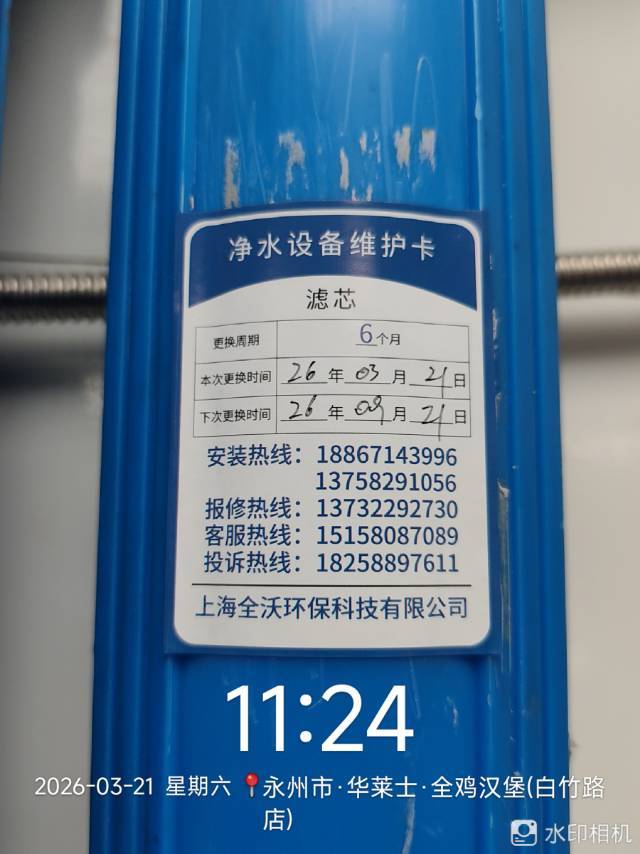 净水设备维护卡
滤芯
更换周期 6个月
本次更换时间 26年03月21日
下次更换时间 26年09月21日
安装热线：18867143996
13758291056
报修热线：13732292730
客服热线：15158087089
投诉热线：18258897611
上海全沃环保科技有限公司
11:24
2026-03-21 星期六 📍永州市·华莱士·全鸡汉堡(白竹路
店)
水印相机